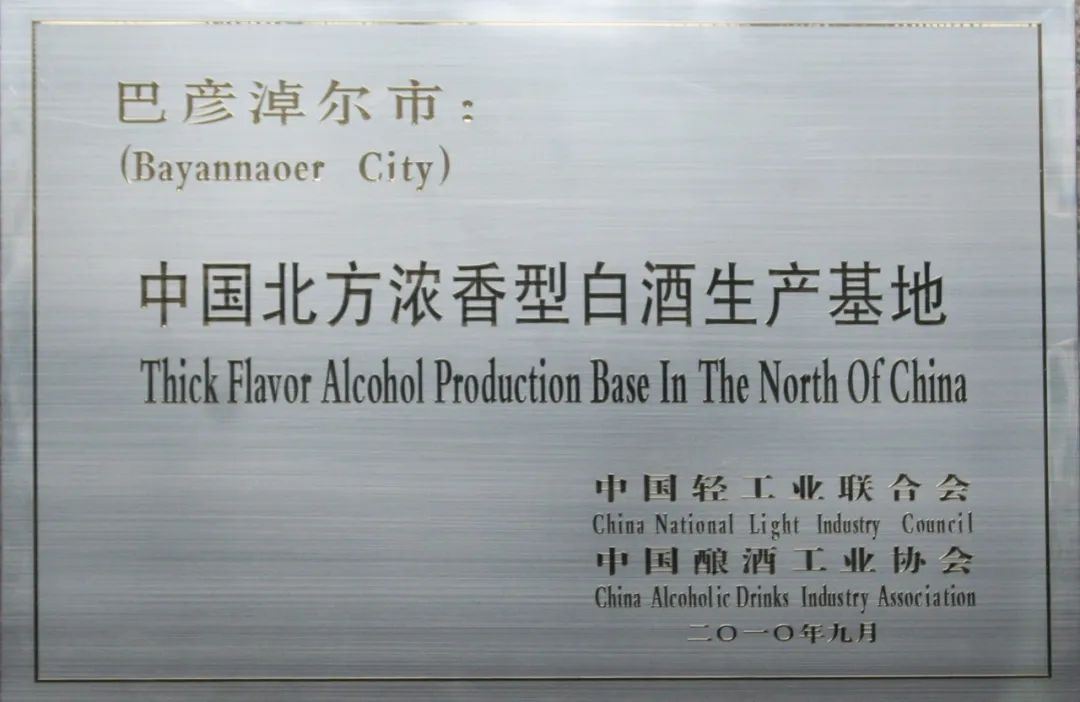 巴彦淖尔市：
(Bayannaoer City)
中国北方浓香型白酒生产基地
Thick Flavor Alcohol Production Base In The North Of China
中国轻工业联合会
China National Light Industry Council
中国酿酒工业协会
China Alcoholic Drinks Industry Association
二〇一〇年九月